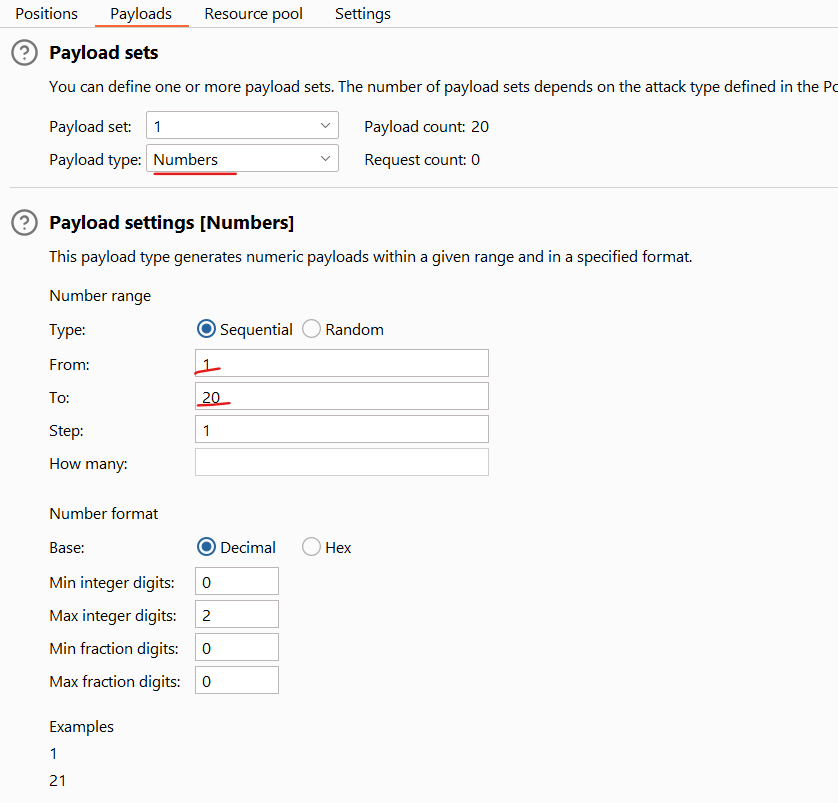 Positions Payloads Resource pool Settings
? Payload sets
You can define one or more payload sets. The number of payload sets depends on the attack type defined in the Po
Payload set: 1 Payload count: 20
Payload type: Numbers Request count: 0
? Payload settings [Numbers]
This payload type generates numeric payloads within a given range and in a specified format.
Number range
Type: Sequential Random
From: 1
To: 20
Step: 1
How many:
Number format
Base: Decimal Hex
Min integer digits: 0
Max integer digits: 2
Min fraction digits: 0
Max fraction digits: 0
Examples
1
21